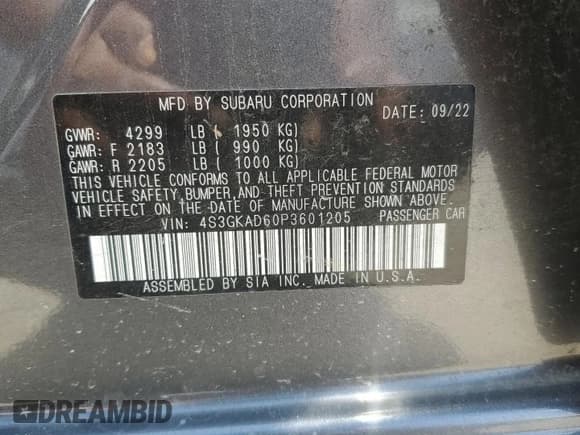 MFD BY SUBARU CORPORATION
DATE: 09/22
GVWR: 4299 LB ( 1950 KG)
GAWR: F 2183 LB ( 990 KG)
GAWR: R 2205 LB ( 1000 KG)
THIS VEHICLE CONFORMS TO ALL APPLICABLE FEDERAL MOTOR
VEHICLE SAFETY, BUMPER, AND THEFT PREVENTION STANDARDS
IN EFFECT ON THE DATE OF MANUFACTURE SHOWN ABOVE.
VIN: 4S3GKAD60P3601205 PASSENGER CAR
ASSEMBLED BY SIA INC. MADE IN U.S.A.
DREAMBID